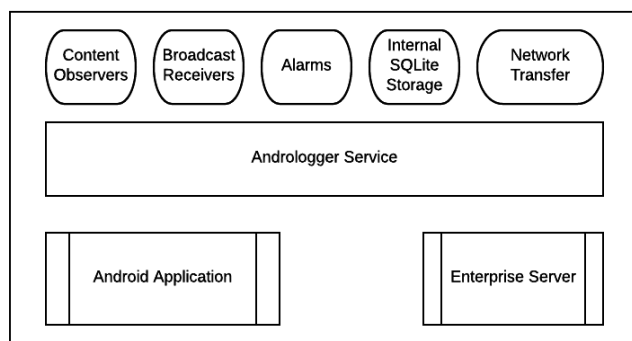 Content
Observers
Broadcast
Receivers
Alarms
Internal
SQLite
Storage
Network
Transfer
Andrologger Service
Android Application
Enterprise Server